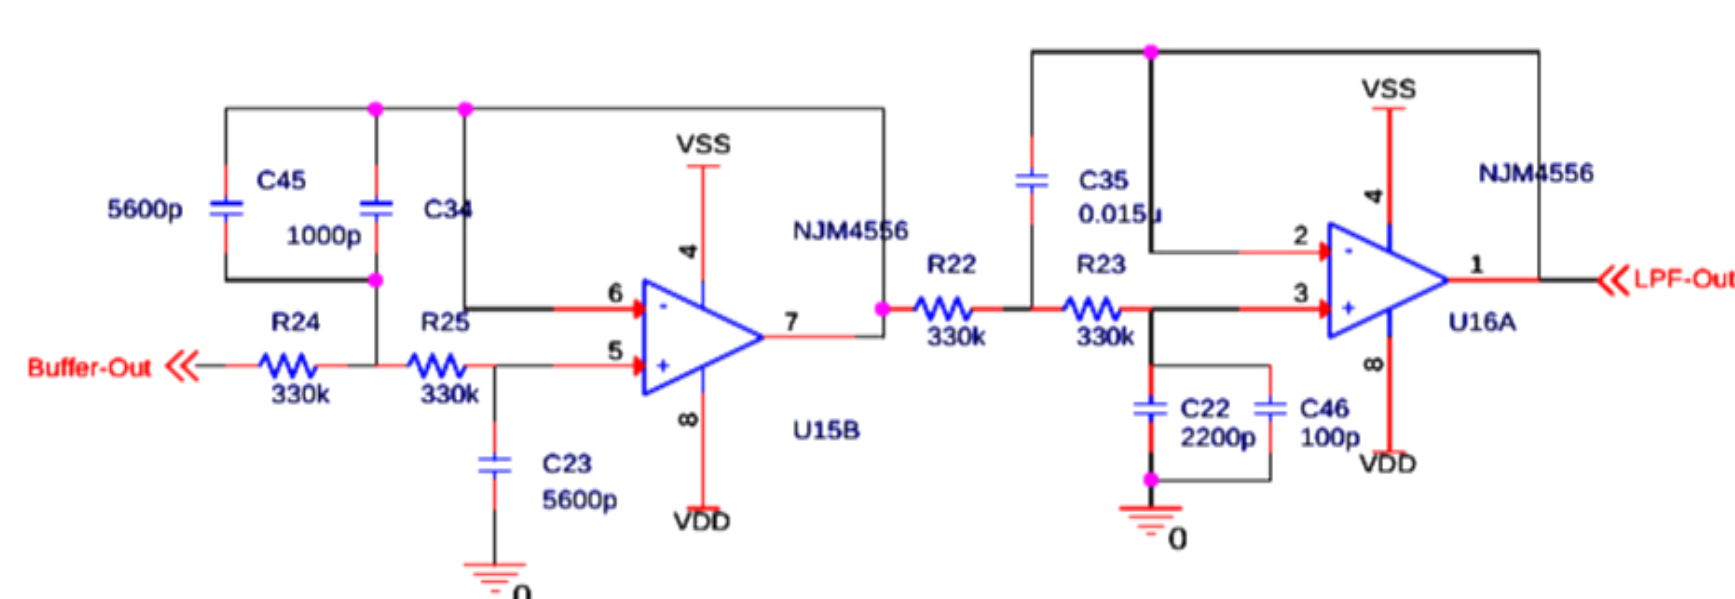 VSS
C35
0.015u
4
NJM4556
2
1
LPF-Out
3
U16A
8
C22
2200p
C46
100p
VDD
0
VSS
C45
5600p
1000p
C34
4
NJM4556
R22
330k
R23
330k
6
7
R24
330k
R25
330k
5
Buffer-Out
8
U15B
C23
5600p
VDD
0